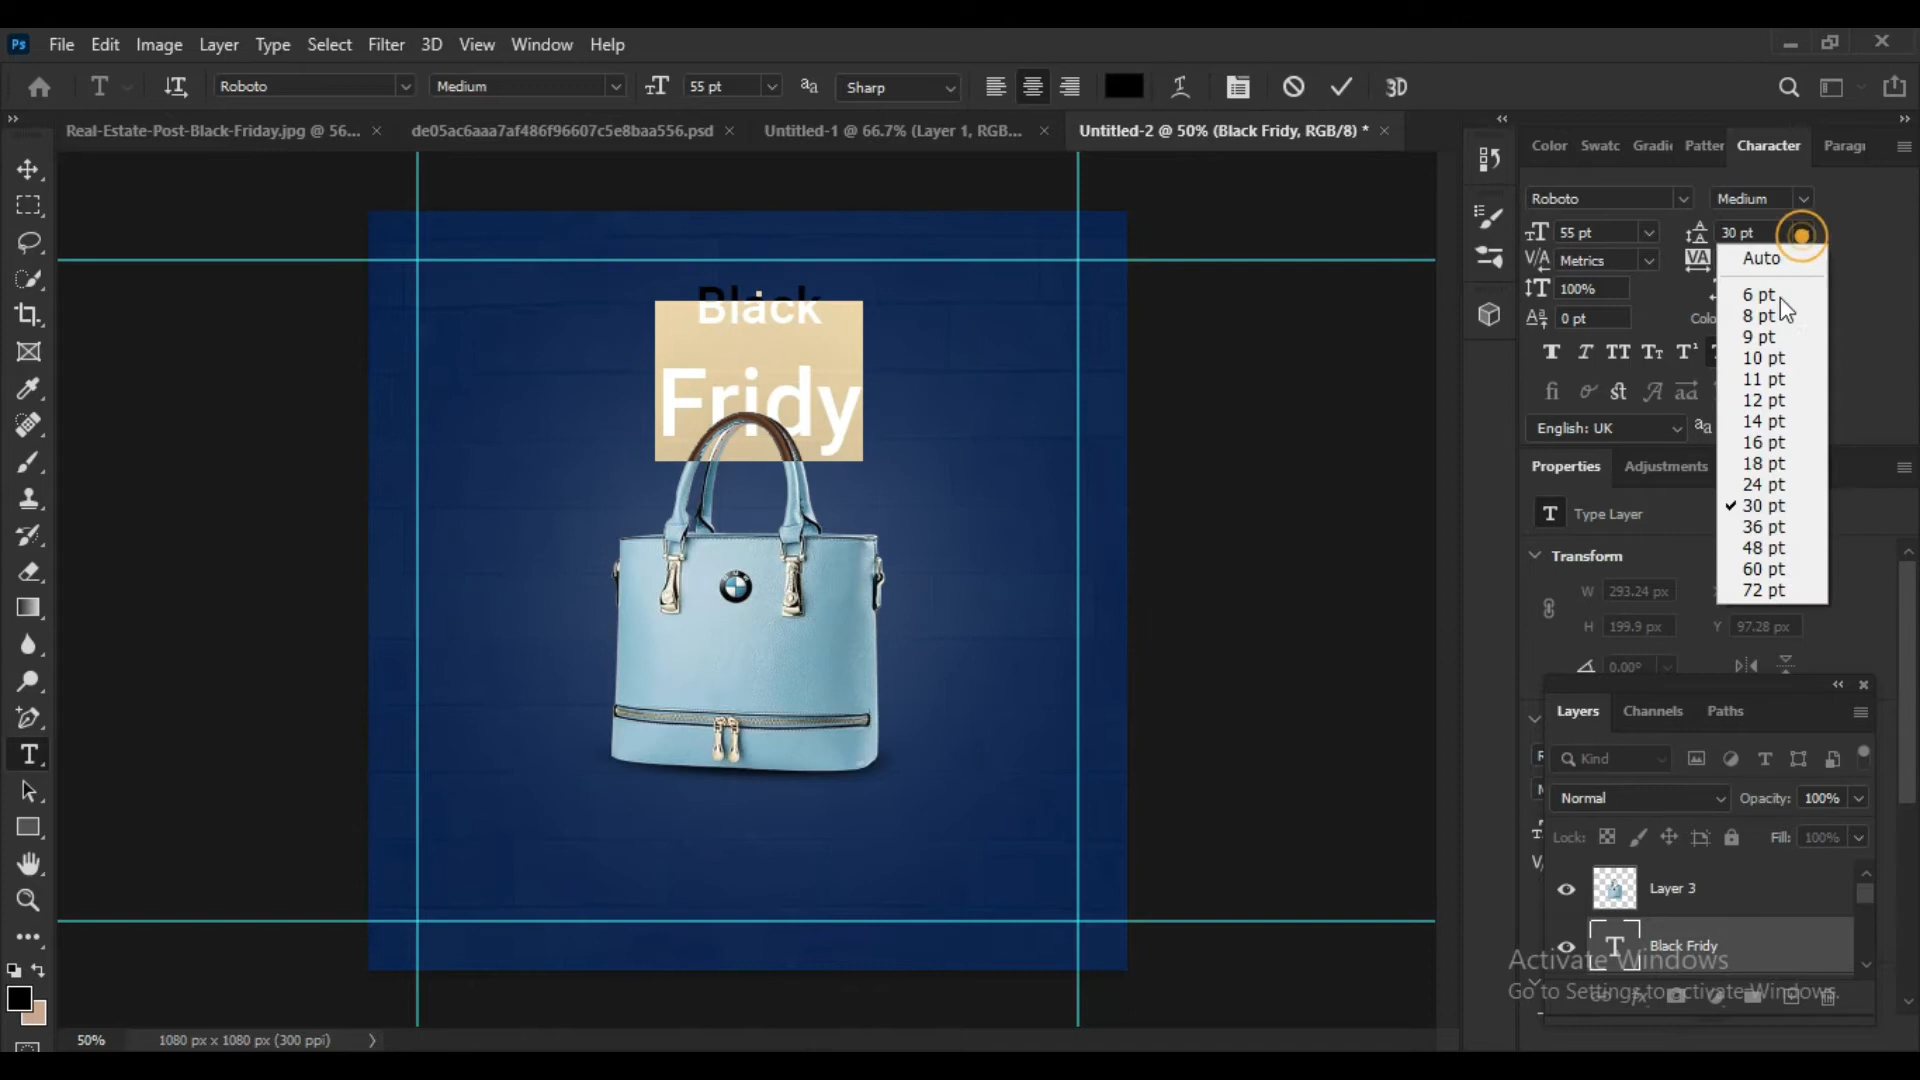 Ps File Edit Image Layer Type Select Filter 3D View Window Help
T Roboto Medium 55 pt aa Sharp 3D
Real-Estate-Post-Black-Friday.jpg @ 56... de05ac6aaa7af486f96607c5e8baa556.psd Untitled-1 @ 66.7% (Layer 1, RGB... Untitled-2 @ 50% (Black Fridy, RGB/8) *
Color Swatc Gradi Patter Character Paragi
Roboto Medium
55 pt 30 pt
Metrics
100%
0 pt Colo
English: UK
Auto
6 pt
8 pt
9 pt
10 pt
11 pt
12 pt
14 pt
16 pt
18 pt
24 pt
30 pt
36 pt
48 pt
60 pt
72 pt
Black
Fridy
Properties Adjustments
T Type Layer
Transform
W 293.24 px
H 199.9 px Y 97.28 px
0.00°
Layers Channels Paths
Kind
Normal Opacity: 100%
Lock: Fill: 100%
Layer 3
T Black Fridy
Activate Windows
Go to Settings to activate Windows.
50% 1080 px x 1080 px (300 ppi)